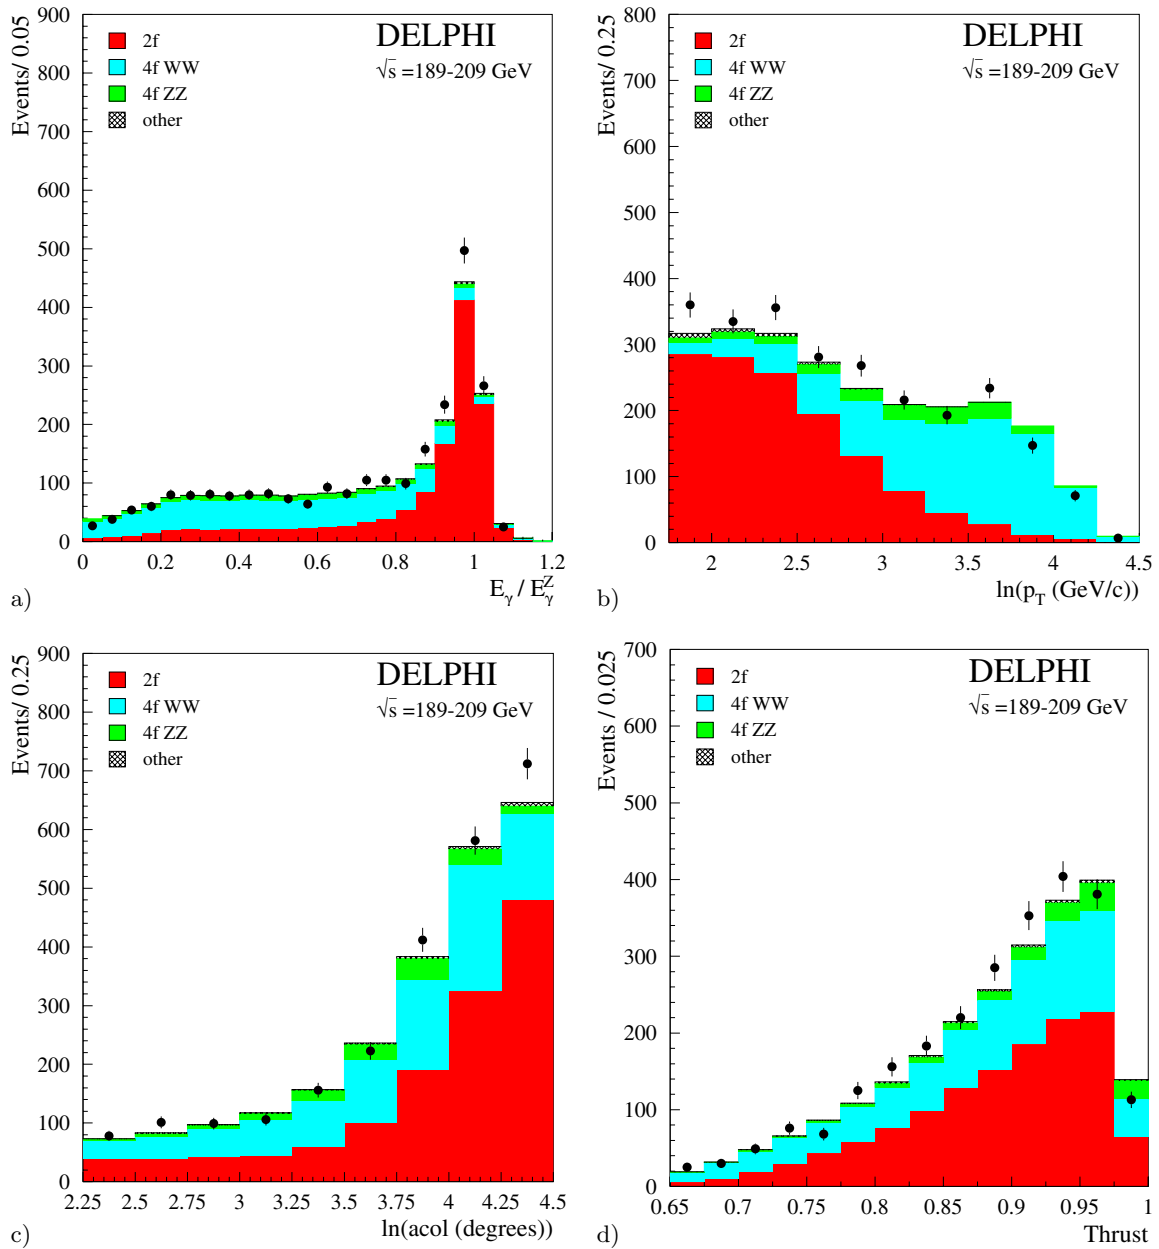 900
800
700
600
500
400
300
200
100
0
Events/ 0.05
DELPHI
√s =189-209 GeV
2f
4f WW
4f ZZ
other
0 0.2 0.4 0.6 0.8 1 1.2
E_γ / E_γ^Z
a)
800
700
600
500
400
300
200
100
0
Events/ 0.25
DELPHI
√s =189-209 GeV
2f
4f WW
4f ZZ
other
2 2.5 3 3.5 4 4.5
ln(p_T (GeV/c))
b)
900
800
700
600
500
400
300
200
100
0
Events/ 0.25
DELPHI
√s =189-209 GeV
2f
4f WW
4f ZZ
other
2.25 2.5 2.75 3 3.25 3.5 3.75 4 4.25 4.5
ln(acol (degrees))
c)
700
600
500
400
300
200
100
0
Events / 0.025
DELPHI
√s =189-209 GeV
2f
4f WW
4f ZZ
other
0.65 0.7 0.75 0.8 0.85 0.9 0.95 1
Thrust
d)